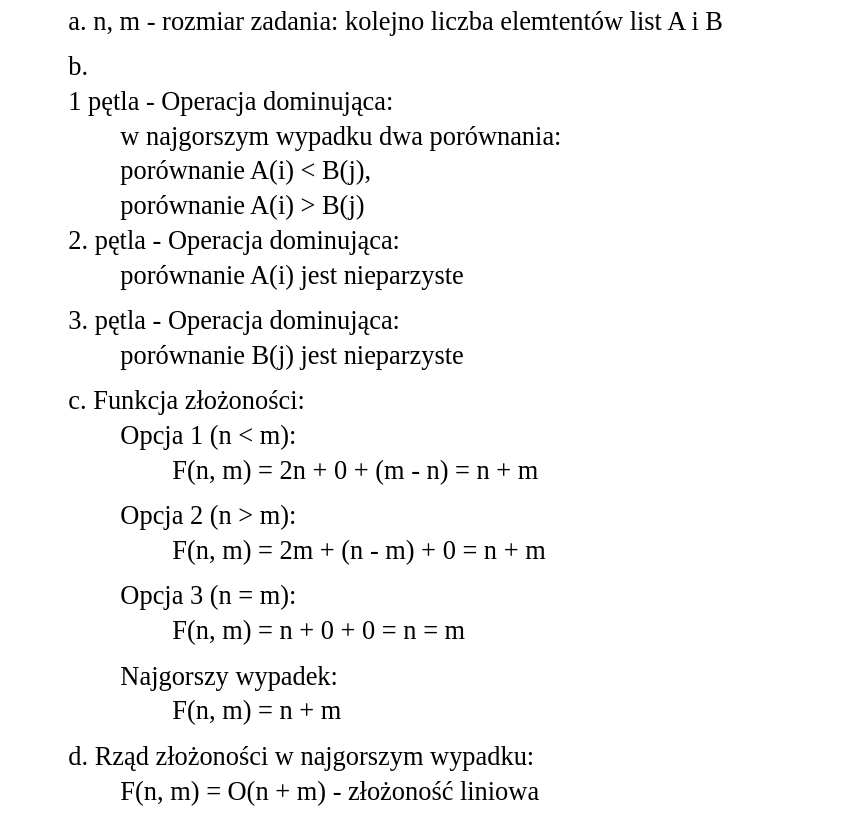 a. n, m - rozmiar zadania: kolejno liczba elemtentów list A i B
b.
1 pętla - Operacja dominująca:
w najgorszym wypadku dwa porównania:
porównanie A(i) < B(j),
porównanie A(i) > B(j)
2. pętla - Operacja dominująca:
porównanie A(i) jest nieparzyste
3. pętla - Operacja dominująca:
porównanie B(j) jest nieparzyste
c. Funkcja złożoności:
Opcja 1 (n < m):
F(n, m) = 2n + 0 + (m - n) = n + m
Opcja 2 (n > m):
F(n, m) = 2m + (n - m) + 0 = n + m
Opcja 3 (n = m):
F(n, m) = n + 0 + 0 = n = m
Najgorszy wypadek:
F(n, m) = n + m
d. Rząd złożoności w najgorszym wypadku:
F(n, m) = O(n + m) - złożoność liniowa